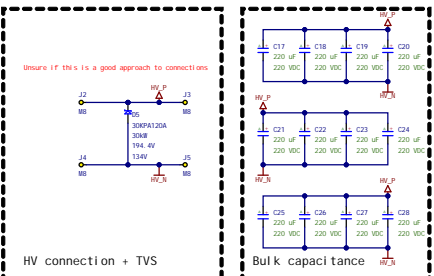 Unsure if this is a good approach to connections
HV_P
J2
J3
M8
M8
D5
30KPA120A
30kW
194.4V
134V
J4
J5
M8
M8
HV_N
HV connection + TVS
HV_P
C17
220 uF
220 VDC
C18
220 uF
220 VDC
C19
220 uF
220 VDC
C20
220 uF
220 VDC
HV_N
HV_P
C21
220 uF
220 VDC
C22
220 uF
220 VDC
C23
220 uF
220 VDC
C24
220 uF
220 VDC
HV_N
HV_P
C25
220 uF
220 VDC
C26
220 uF
220 VDC
C27
220 uF
220 VDC
C28
220 uF
220 VDC
HV_N
Bulk capacitance